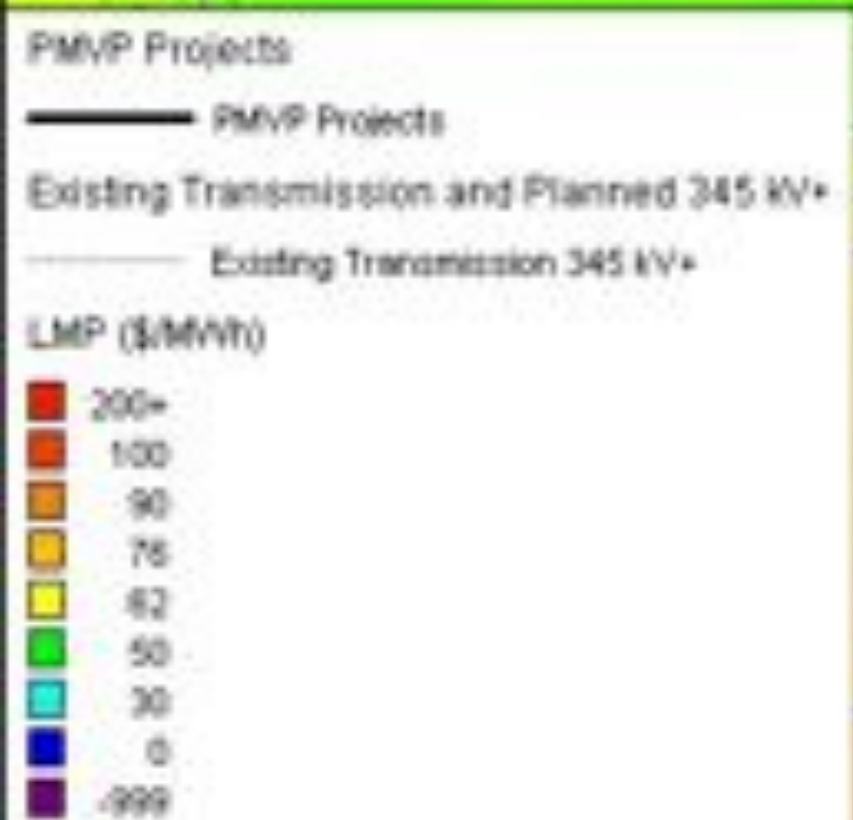 PMVP Projects
PMVP Projects
Existing Transmission and Planned 345 kV+
Existing Transmission 345 kV+
LMP ($/MWh)
200+
100
90
76
62
50
30
0
-999